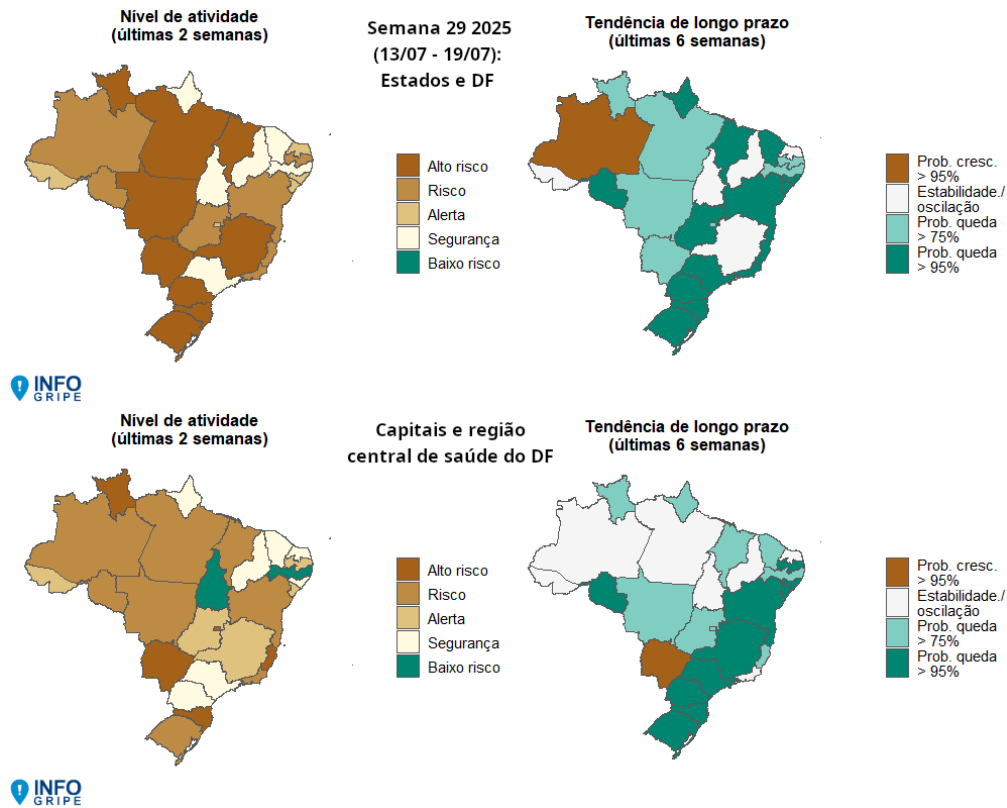 Nível de atividade
(últimas 2 semanas)
Semana 29 2025
(13/07 - 19/07):
Estados e DF
Tendência de longo prazo
(últimas 6 semanas)
Alto risco
Risco
Alerta
Segurança
Baixo risco
Prob. cresc.
> 95%
Estabilidade./
oscilação
Prob. queda
> 75%
Prob. queda
> 95%
INFO
GRIPE
Nível de atividade
(últimas 2 semanas)
Capitais e região
central de saúde do DF
Tendência de longo prazo
(últimas 6 semanas)
Alto risco
Risco
Alerta
Segurança
Baixo risco
Prob. cresc.
> 95%
Estabilidade./
oscilação
Prob. queda
> 75%
Prob. queda
> 95%
INFO
GRIPE